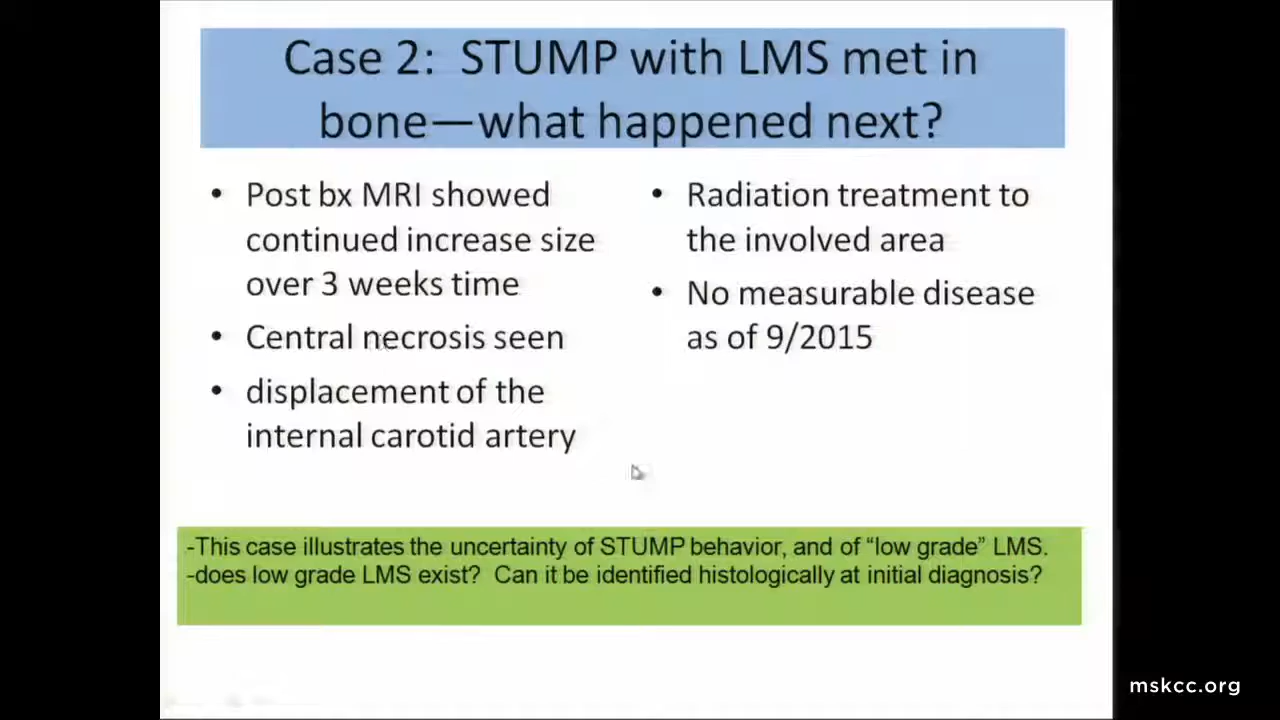 Case 2: STUMP with LMS met in
bone—what happened next?
• Post bx MRI showed
continued increase size
over 3 weeks time
• Central necrosis seen
• displacement of the
internal carotid artery
• Radiation treatment to
the involved area
• No measurable disease
as of 9/2015
-This case illustrates the uncertainty of STUMP behavior, and of “low grade” LMS.
-does low grade LMS exist? Can it be identified histologically at initial diagnosis?
mskcc.org